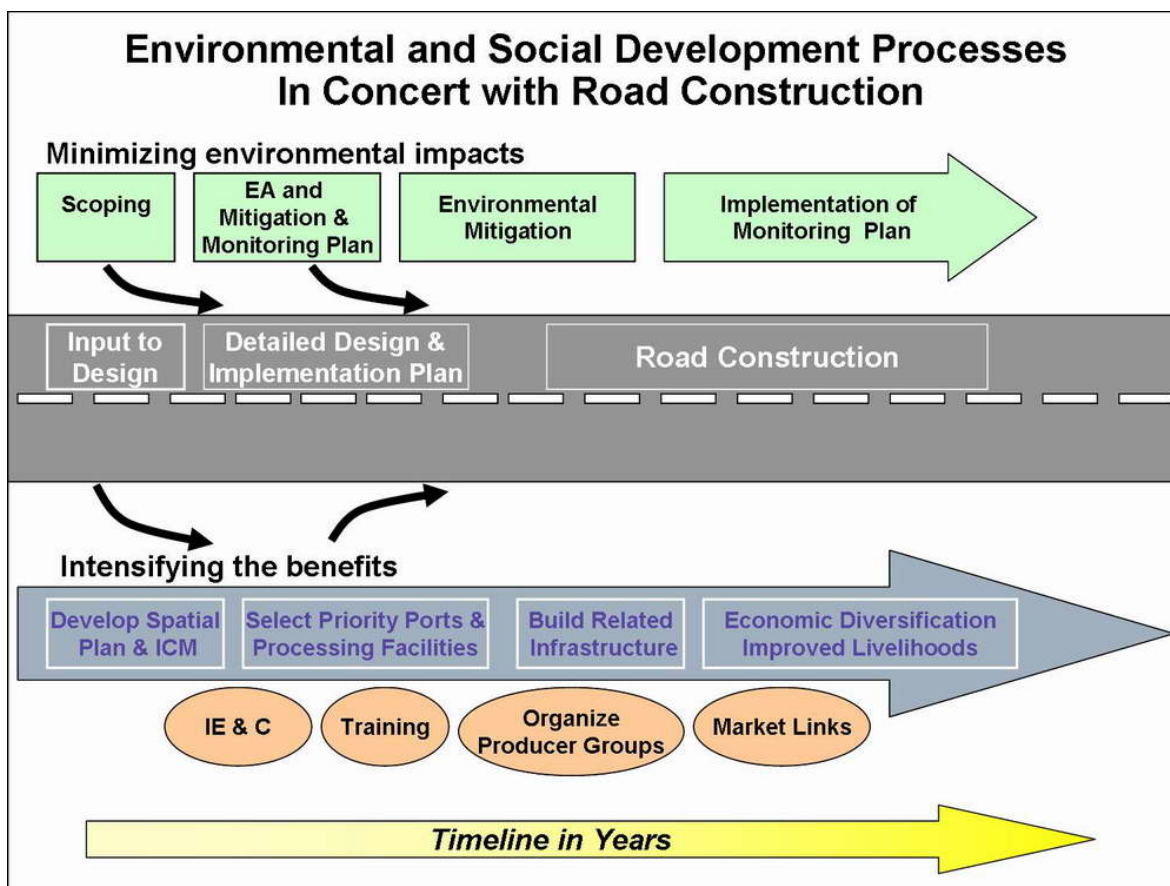 Environmental and Social Development Processes
In Concert with Road Construction
Minimizing environmental impacts
Scoping
EA and
Mitigation &
Monitoring Plan
Environmental
Mitigation
Implementation of
Monitoring Plan
Input to
Design
Detailed Design &
Implementation Plan
Road Construction
Intensifying the benefits
Develop Spatial
Plan & ICM
Select Priority Ports &
Processing Facilities
Build Related
Infrastructure
Economic Diversification
Improved Livelihoods
IE & C
Training
Organize
Producer Groups
Market Links
Timeline in Years